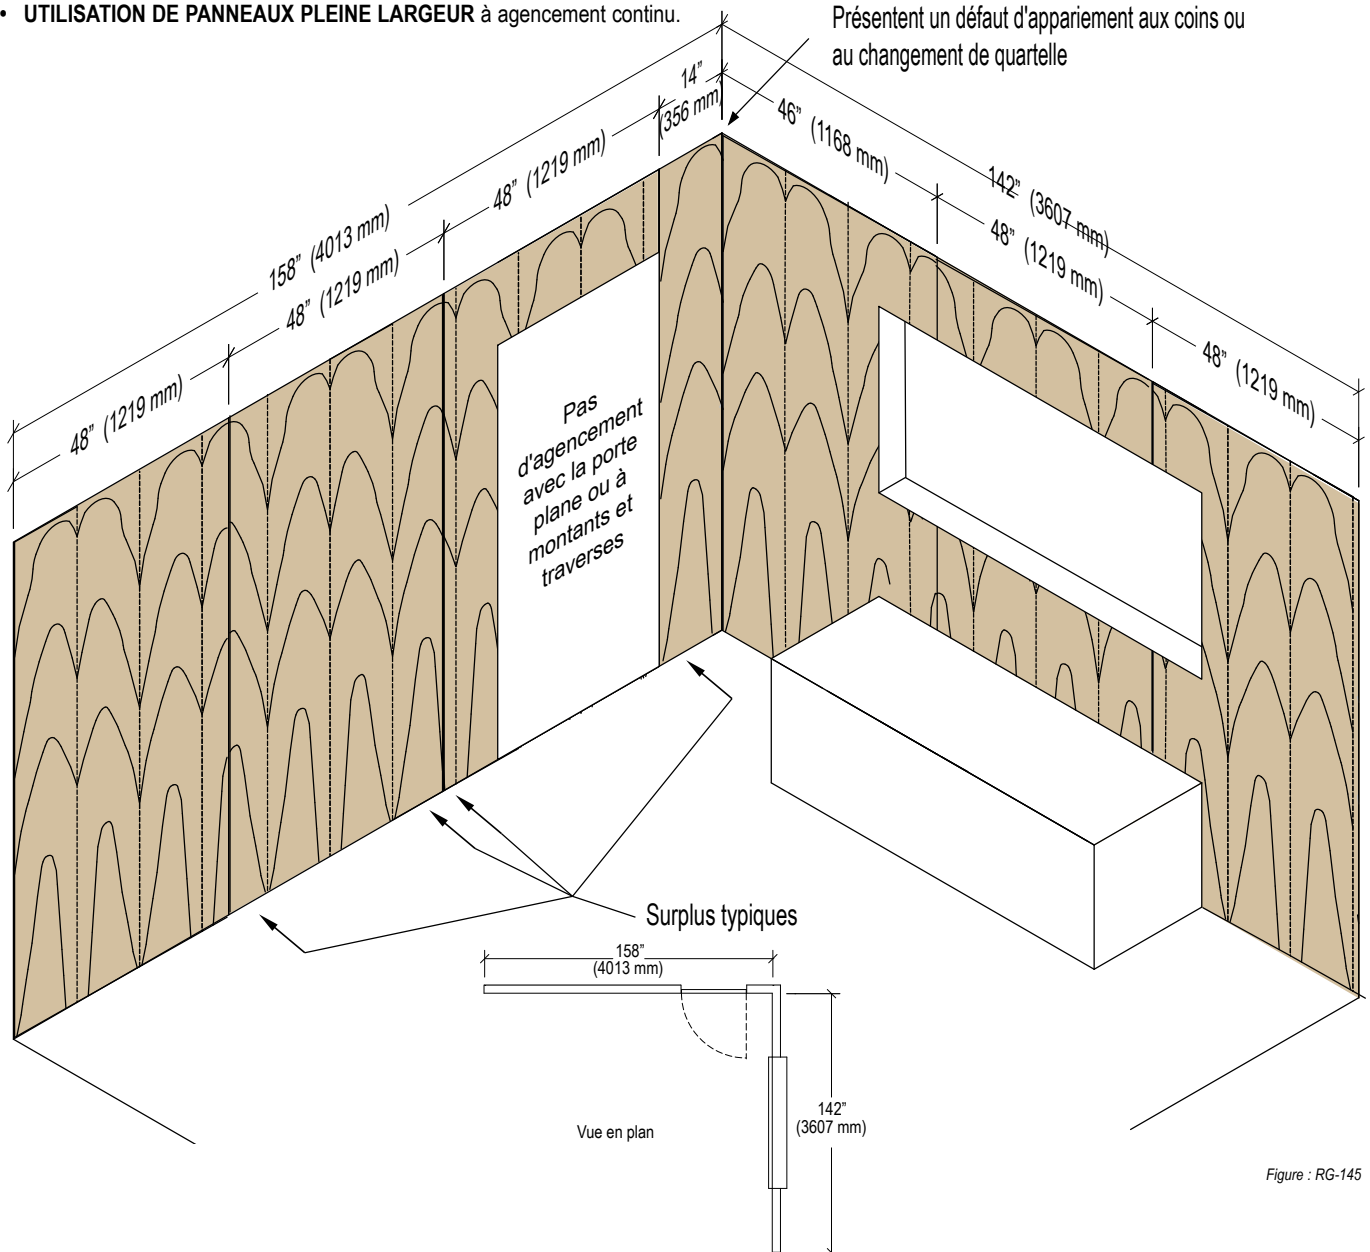 • UTILISATION DE PANNEAUX PLEINE LARGEUR à agencement continu.
Présentent un défaut d'appariement aux coins ou
au changement de quartelle
14”
(356 mm)
46” (1168 mm)
48” (1219 mm)
142” (3607 mm)
158” (4013 mm)
48” (1219 mm)
48” (1219 mm)
48” (1219 mm)
48” (1219 mm)
Pas
d'agencement
avec la porte
plane ou à
montants et
traverses
Surplus typiques
158”
(4013 mm)
142”
(3607 mm)
Vue en plan
Figure : RG-145